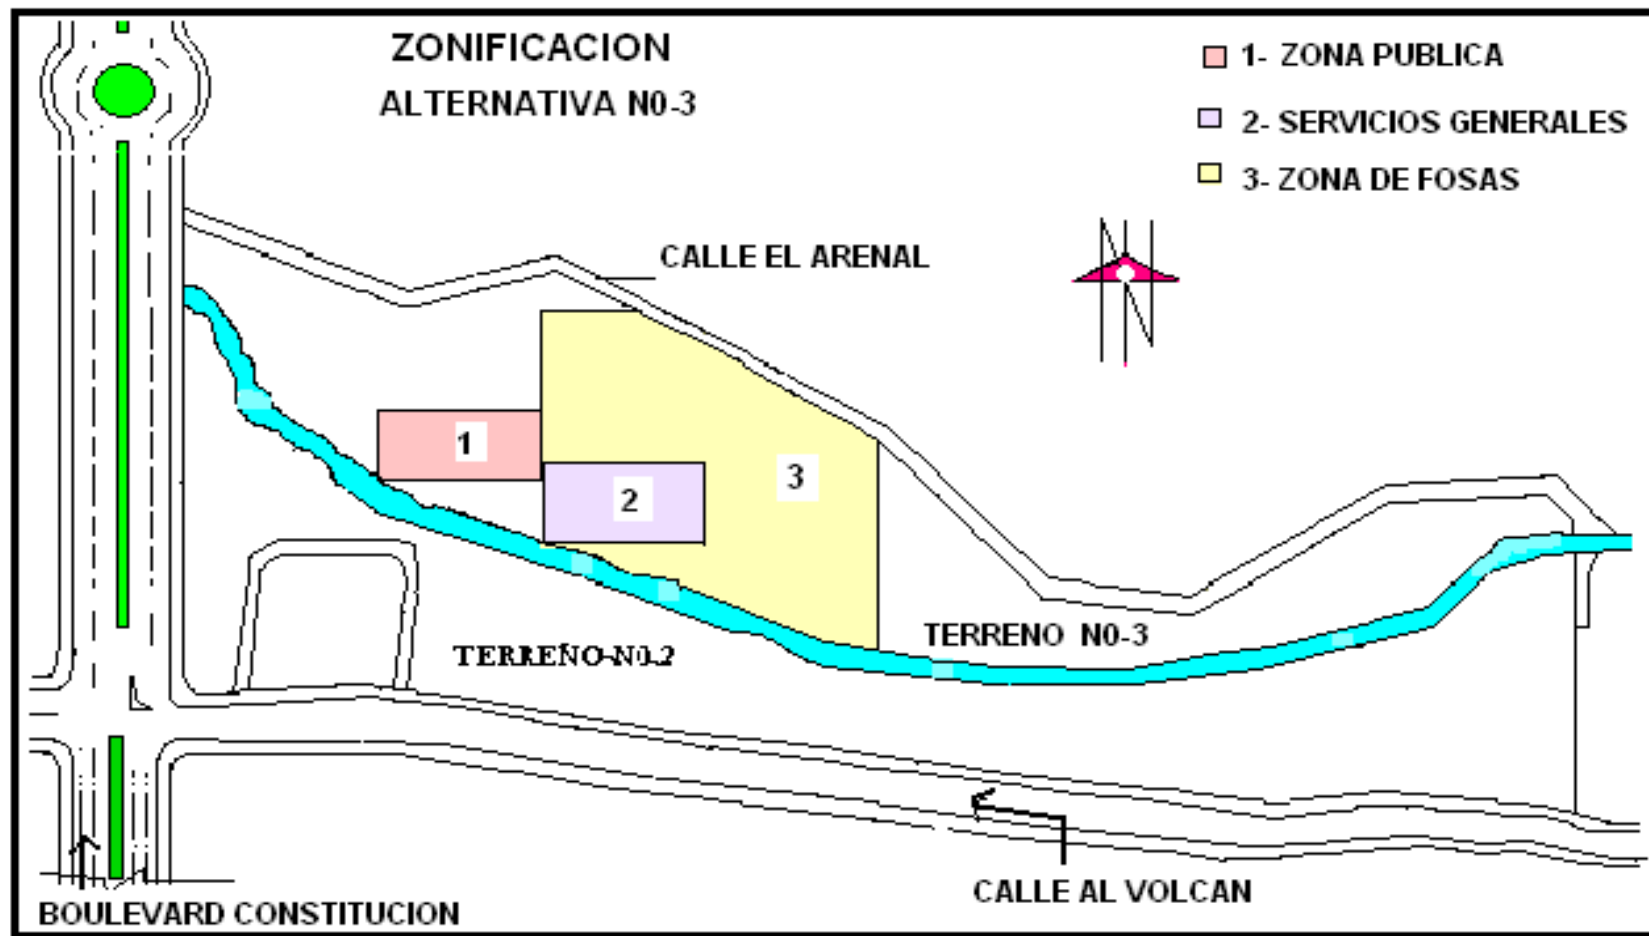 ZONIFICACION
ALTERNATIVA N0-3
1- ZONA PUBLICA
2- SERVICIOS GENERALES
3- ZONA DE FOSAS
CALLE EL ARENAL
1
2
3
TERRENO N0-3
TERREÑO-N0-2
CALLE AL VOLCAN
BOULEVARD CONSTITUCION